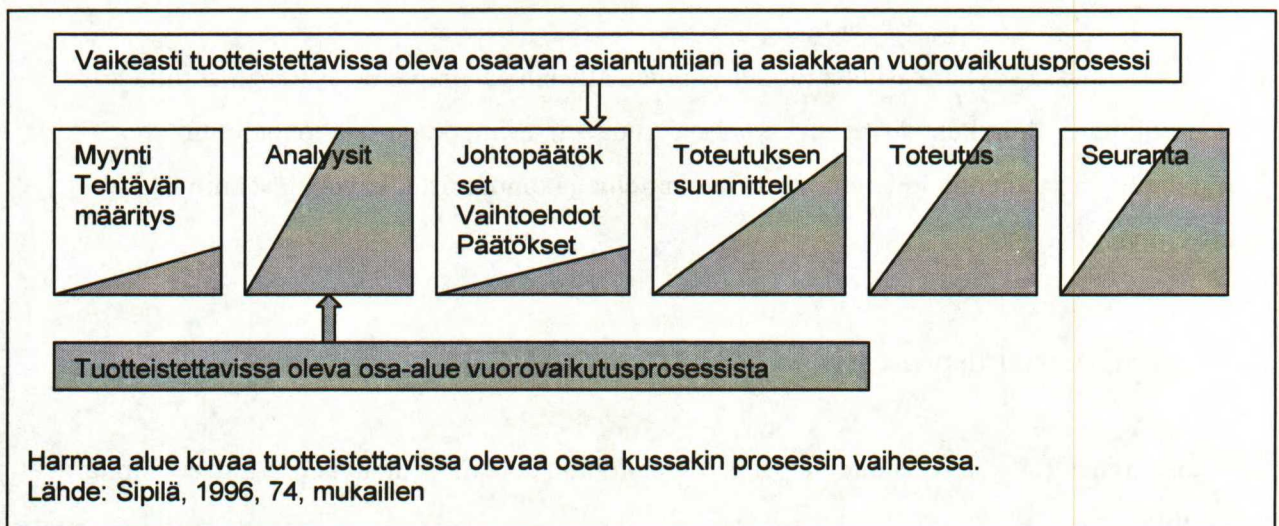 Vaikeasti tuotteistettavissa oleva osaavan asiantuntijan ja asiakkaan vuorovaikutusprosessi
Myynti
Tehtävän
määritys
Analyysit
Johtopäätök
set
Vaihtoehdot
Päätökset
Toteutuksen
suunnittelu
Toteutus
Seuranta
Tuotteistettavissa oleva osa-alue vuorovaikutusprosessista
Harmaa alue kuvaa tuotteistettavissa olevaa osaa kussakin prosessin vaiheessa.
Lähde: Sipilä, 1996, 74, mukaillen